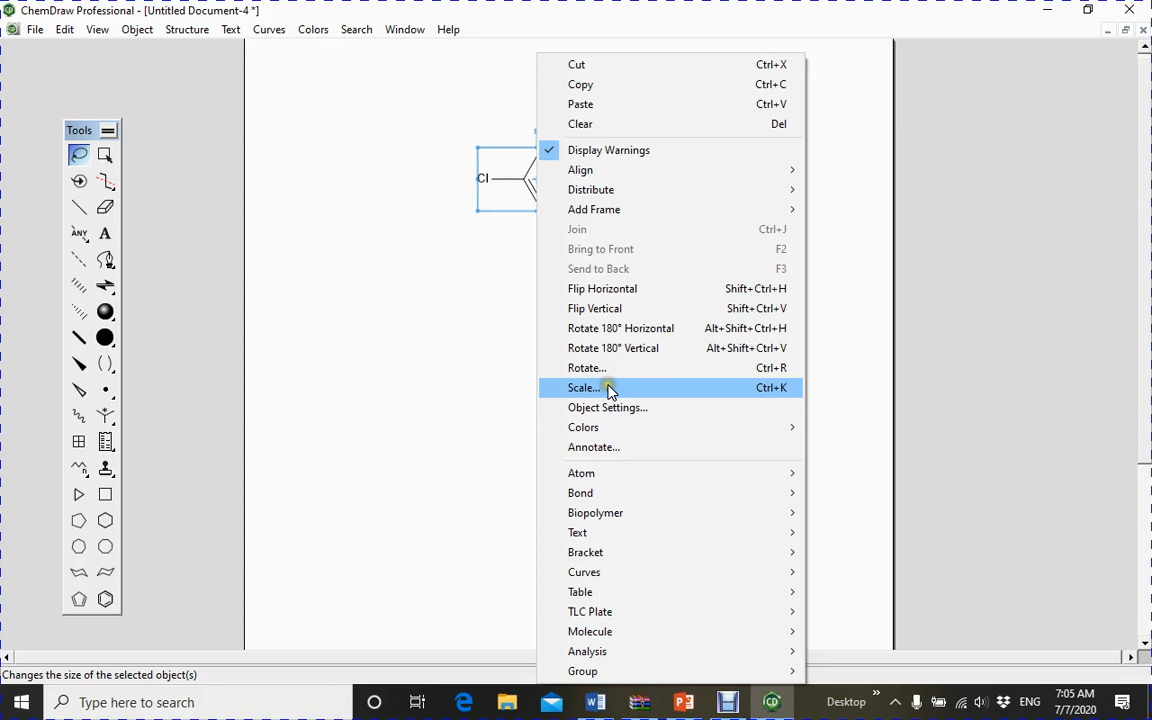 ChemDraw Professional - [Untitled Document-4 *]
File Edit View Object Structure Text Curves Colors Search Window Help
Tools
ANY
A
Cl
Cut Ctrl+X
Copy Ctrl+C
Paste Ctrl+V
Clear Del
Display Warnings
Align
Distribute
Add Frame
Join Ctrl+J
Bring to Front F2
Send to Back F3
Flip Horizontal Shift+Ctrl+H
Flip Vertical Shift+Ctrl+V
Rotate 180° Horizontal Alt+Shift+Ctrl+H
Rotate 180° Vertical Alt+Shift+Ctrl+V
Rotate... Ctrl+R
Scale... Ctrl+K
Object Settings...
Colors
Annotate...
Atom
Bond
Biopolymer
Text
Bracket
Curves
Table
TLC Plate
Molecule
Analysis
Group
Changes the size of the selected object(s)
Type here to search
Desktop
ENG
7:05 AM
7/7/2020